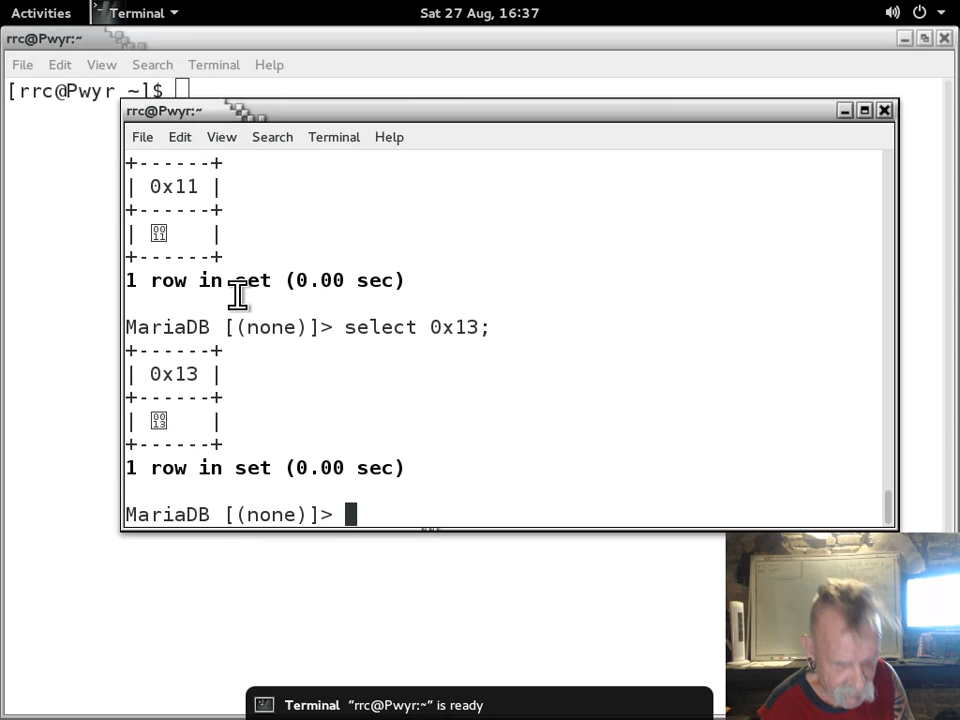 Activities Terminal Sat 27 Aug, 16:37
rrc@Pwyr:~
File Edit View Search Terminal Help
[rrc@Pwyr ~]$
rrc@Pwyr:~
File Edit View Search Terminal Help
+------+
| 0x11 |
+------+
| 0011 |
+------+
1 row in set (0.00 sec)
MariaDB [(none)]> select 0x13;
+------+
| 0x13 |
+------+
| 0013 |
+------+
1 row in set (0.00 sec)
MariaDB [(none)]>
Terminal "rrc@Pwyr:~" is ready